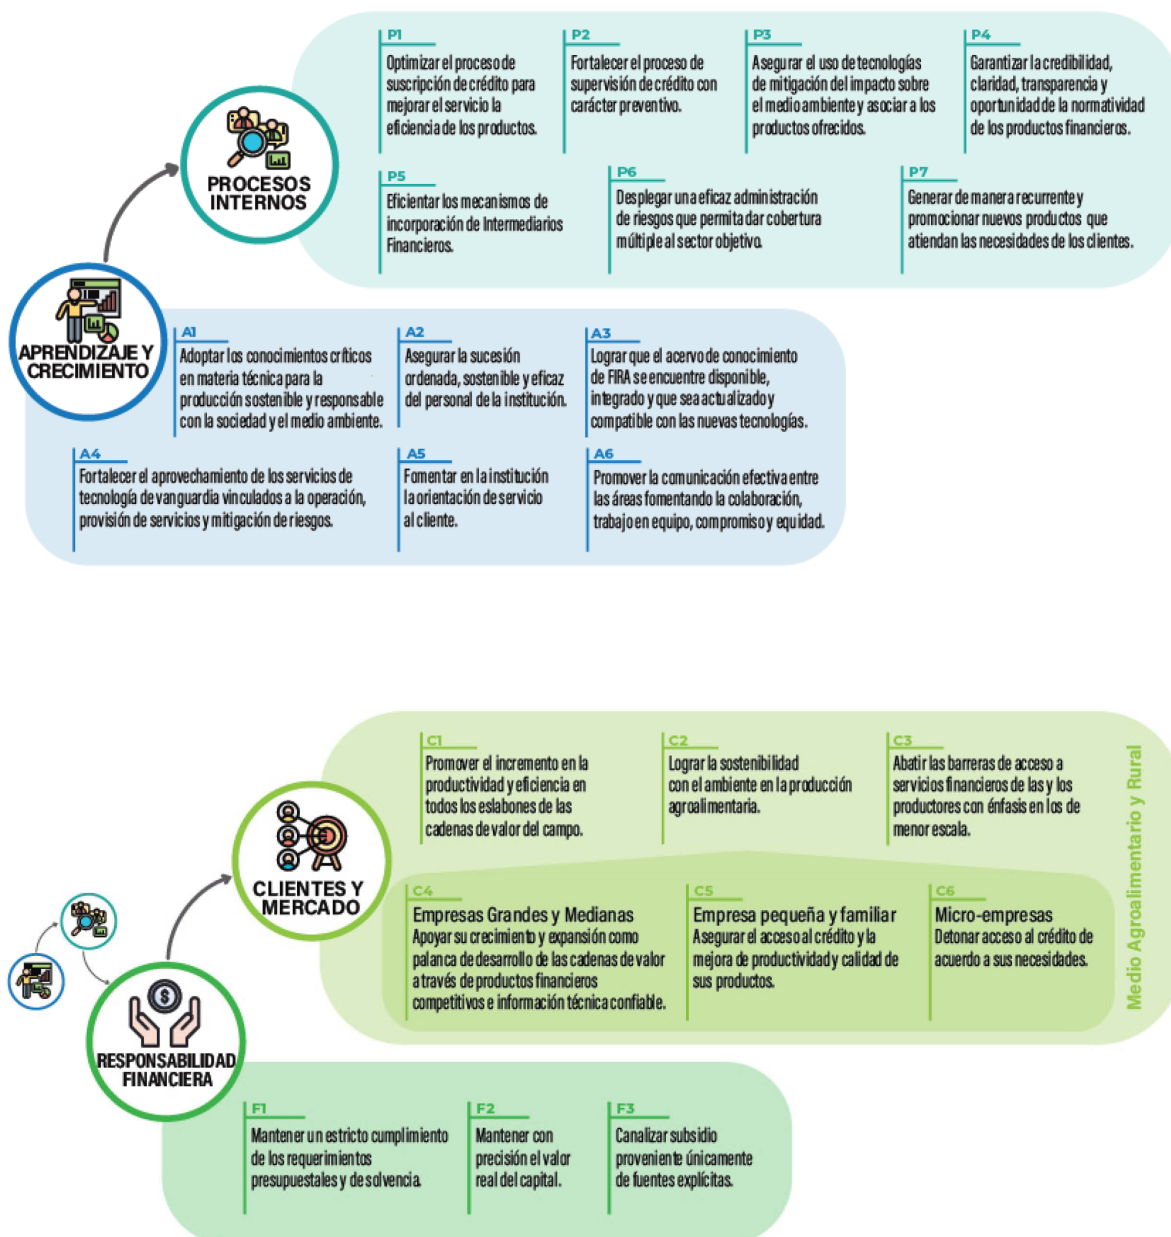 P1
Optimizar el proceso de
suscripción de crédito para
mejorar el servicio la
eficiencia de los productos.
P2
Fortalecer el proceso de
supervisión de crédito con
carácter preventivo.
P3
Asegurar el uso de tecnologías
de mitigación del impacto sobre
el medio ambiente y asociar a los
productos ofrecidos.
P4
Garantizar la credibilidad,
claridad, transparencia y
oportunidad de la normatividad
de los productos financieros.
PROCESOS
INTERNOS
P5
Eficientar los mecanismos de
incorporación de Intermediarios
Financieros.
P6
Desplegar una eficaz administración
de riesgos que permita dar cobertura
múltiple al sector objetivo.
P7
Generar de manera recurrente y
promocionar nuevos productos que
atiendan las necesidades de los clientes.
APRENDIZAJE Y
CRECIMIENTO
A1
Adoptar los conocimientos críticos
en materia técnica para la
producción sostenible y responsable
con la sociedad y el medio ambiente.
A2
Asegurar la sucesión
ordenada, sostenible y eficaz
del personal de la institución.
A3
Lograr que el acervo de conocimiento
de FIRA se encuentre disponible,
integrado y que sea actualizado y
compatible con las nuevas tecnologías.
A4
Fortalecer el aprovechamiento de los servicios de
tecnología de vanguardia vinculados a la operación,
provisión de servicios y mitigación de riesgos.
A5
Fomentar en la institución
la orientación de servicio
al cliente.
A6
Promover la comunicación efectiva entre
las áreas fomentando la colaboración,
trabajo en equipo, compromiso y equidad.
C1
Promover el incremento en la
productividad y eficiencia en
todos los eslabones de las
cadenas de valor del campo.
C2
Lograr la sostenibilidad
con el ambiente en la producción
agroalimentaria.
C3
Abatir las barreras de acceso a
servicios financieros de las y los
productores con énfasis en los de
menor escala.
Medio Agroalimentario y Rural
CLIENTES Y
MERCADO
C4
Empresas Grandes y Medianas
Apoyar su crecimiento y expansión como
palanca de desarrollo de las cadenas de valor
a través de productos financieros
competitivos e información técnica confiable.
C5
Empresa pequeña y familiar
Asegurar el acceso al crédito y la
mejora de productividad y calidad de
sus productos.
C6
Micro-empresas
Detonar acceso al crédito de
acuerdo a sus necesidades.
$
RESPONSABILIDAD
FINANCIERA
F1
Mantener un estricto cumplimiento
de los requerimientos
presupuestales y de solvencia.
F2
Mantener con
precisión el valor
real del capital.
F3
Canalizar subsidio
proveniente únicamente
de fuentes explícitas.